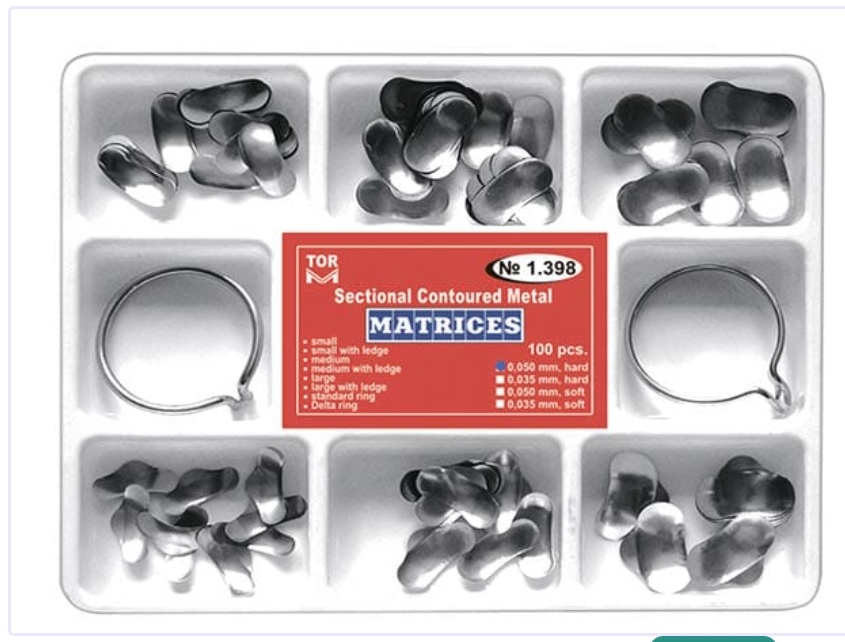 TOR
M
№ 1.398
Sectional Contoured Metal
MATRICES
100 pcs.
• small
• small with ledge
• medium
• medium with ledge
• large
• large with ledge
• standard ring
• Delta ring
0,050 mm, hard
0,035 mm, hard
0,050 mm, soft
0,035 mm, soft